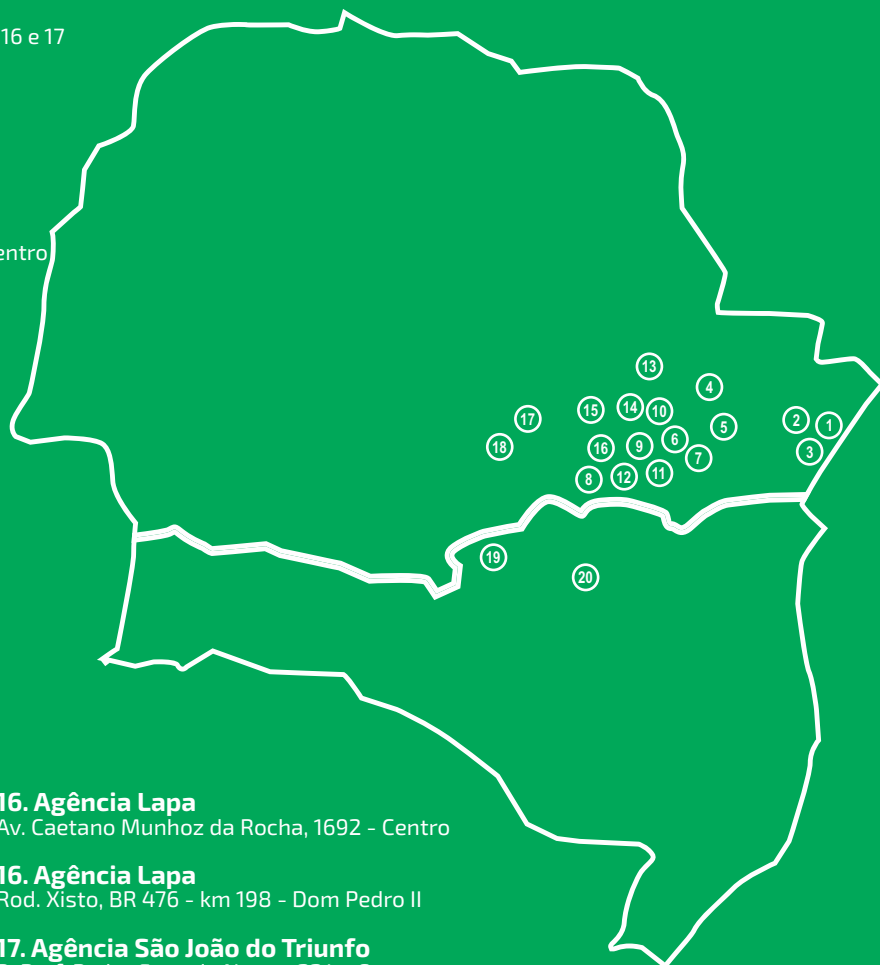 16 e 17
entro
13
4
15
14
10
17
2
1
5
18
16
9
6
7
3
8
12
11
19
20
16. Agência Lapa
Av. Caetano Munhoz da Rocha, 1692 - Centro
16. Agência Lapa
Rod. Xisto, BR 476 - km 198 - Dom Pedro II
17. Agência São João do Triunfo